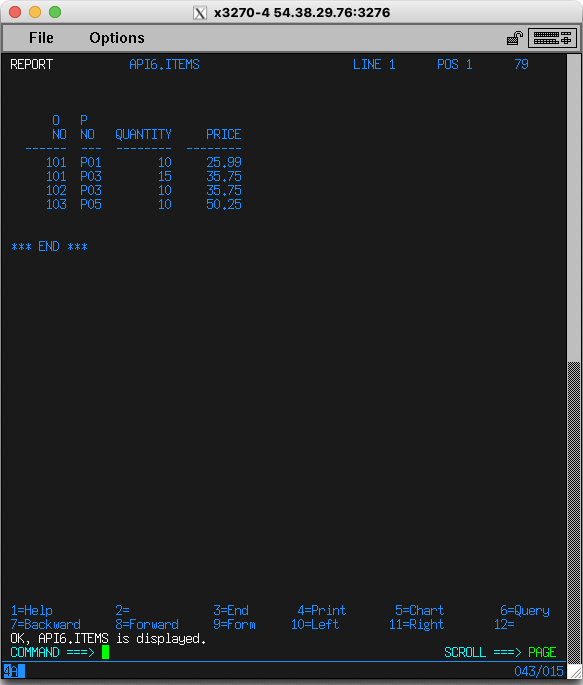 x3270-4 54.38.29.76:3276
File Options
REPORT API6.ITEMS LINE 1 POS 1 79
O P
NO NO QUANTITY PRICE
------ --- -------- --------
101 P01 10 25.99
101 P03 15 35.75
102 P03 10 35.75
103 P05 10 50.25
*** END ***
1=Help 2= 3=End 4=Print 5=Chart 6=Query
7=Backward 8=Forward 9=Form 10=Left 11=Right 12=
OK, API6.ITEMS is displayed.
COMMAND ===> SCROLL ===> PAGE
4A 043/015